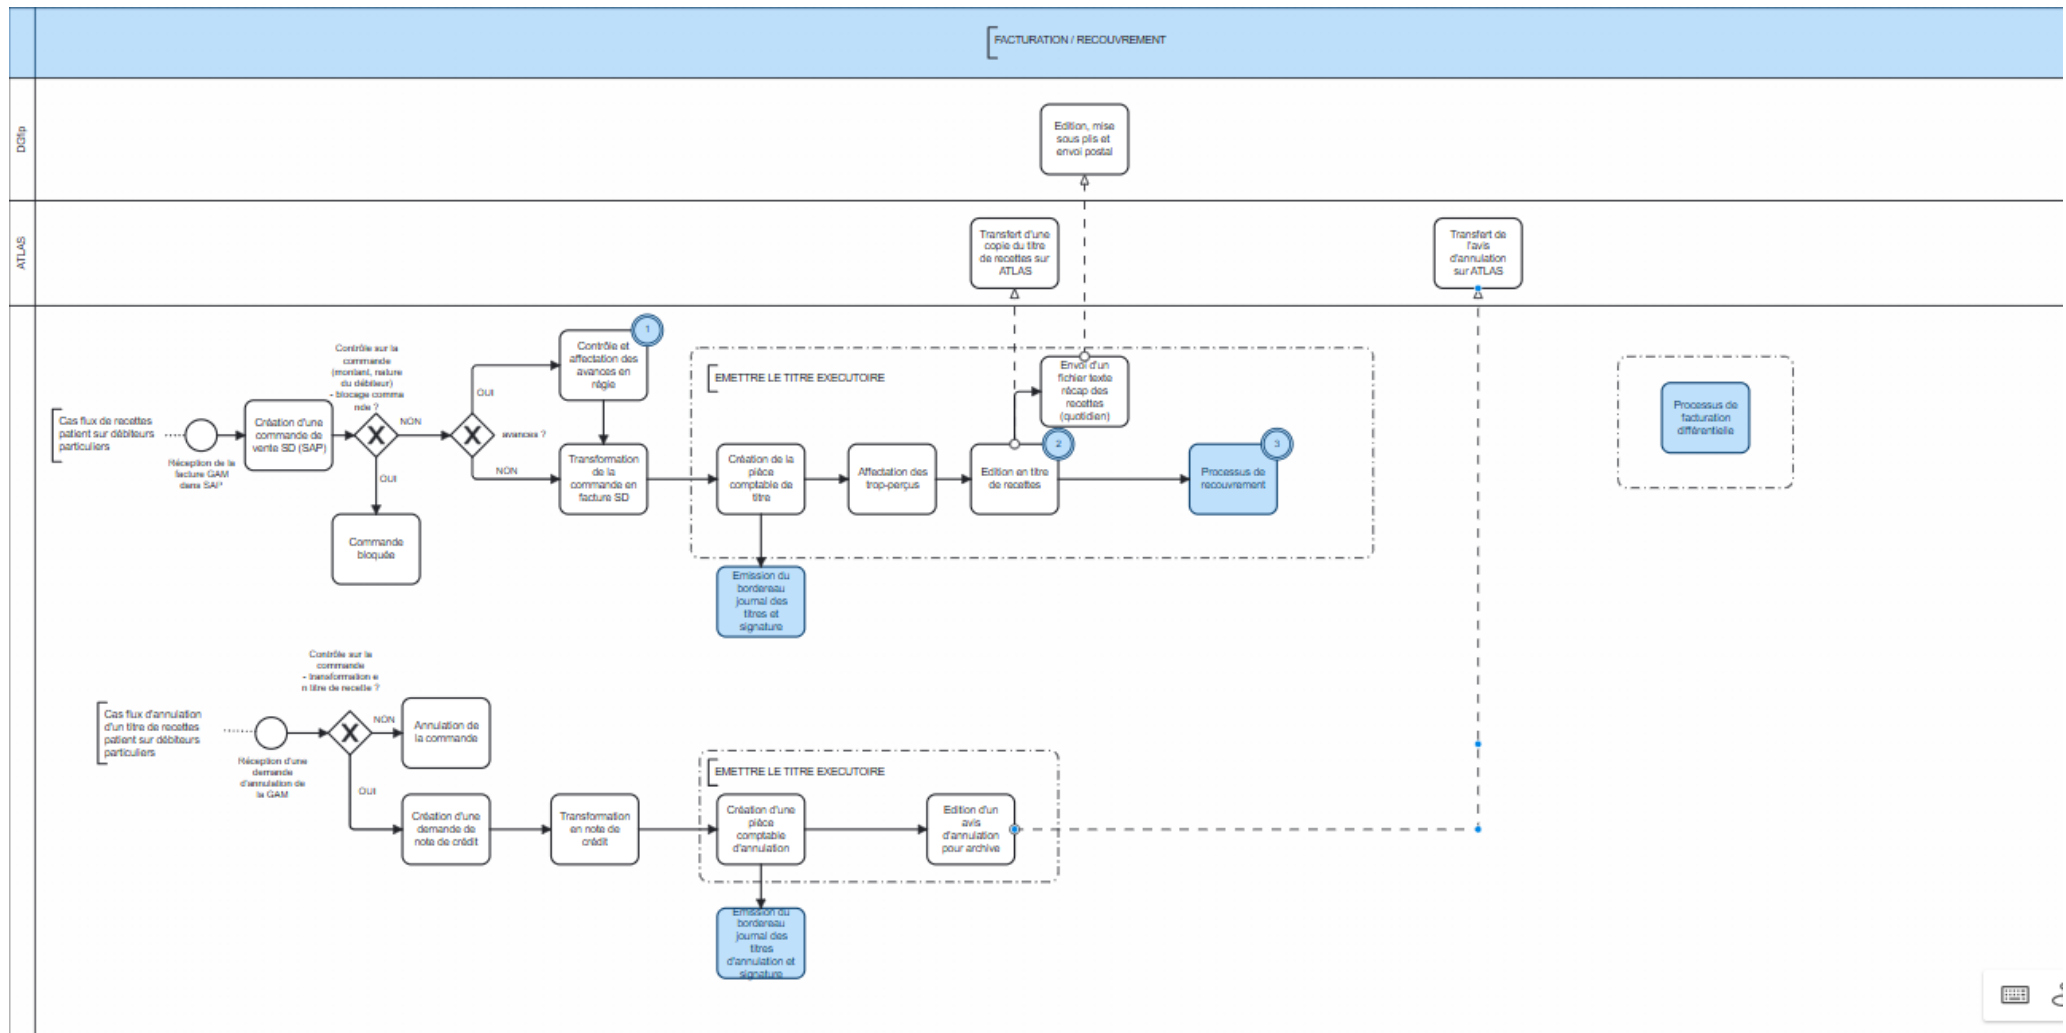 FACTURATION / RECOUVREMENT
DGfip
Edition, mise
sous plis et
envoi postal
ATLAS
Transfert d'une
copie du titre
de recettes sur
ATLAS
Transfert de
l'avis
d'annulation
sur ATLAS
Cas flux de recettes
patient sur débiteurs
particuliers
Réception de la
facture GAM
dans SAP
Création d'une
commande de
vente SD (SAP)
Contrôle sur la
commande
(montant, nature
du débiteur)
- blocage comma
nde ?
NON
OUI
Commande
bloquée
OUI
avances ?
NON
Contrôle et
affectation des
avances en
régie
1
Transformation
de la
commande en
facture SD
EMETTRE LE TITRE EXECUTOIRE
Création de la
pièce
comptable de
titre
Affectation des
trop-perçus
Edition en titre
de recettes
2
Envoi d'un
fichier texte
récap des
recettes
(quotidien)
Processus de
recouvrement
3
Emission du
bordereau
journal des
titres et
signature
Processus de
facturation
différentielle
Cas flux d'annulation
d'un titre de recettes
patient sur débiteurs
particuliers
Réception d'une
demande
d'annulation de
la GAM
Contrôle sur la
commande
- transformation e
n titre de recette ?
NON
Annulation de
la commande
OUI
Création d'une
demande de
note de crédit
Transformation
en note de
crédit
EMETTRE LE TITRE EXECUTOIRE
Création d'une
pièce
comptable
d'annulation
Edition d'un
avis
d'annulation
pour archive
Emission du
bordereau
journal des
titres
d'annulation et
signature